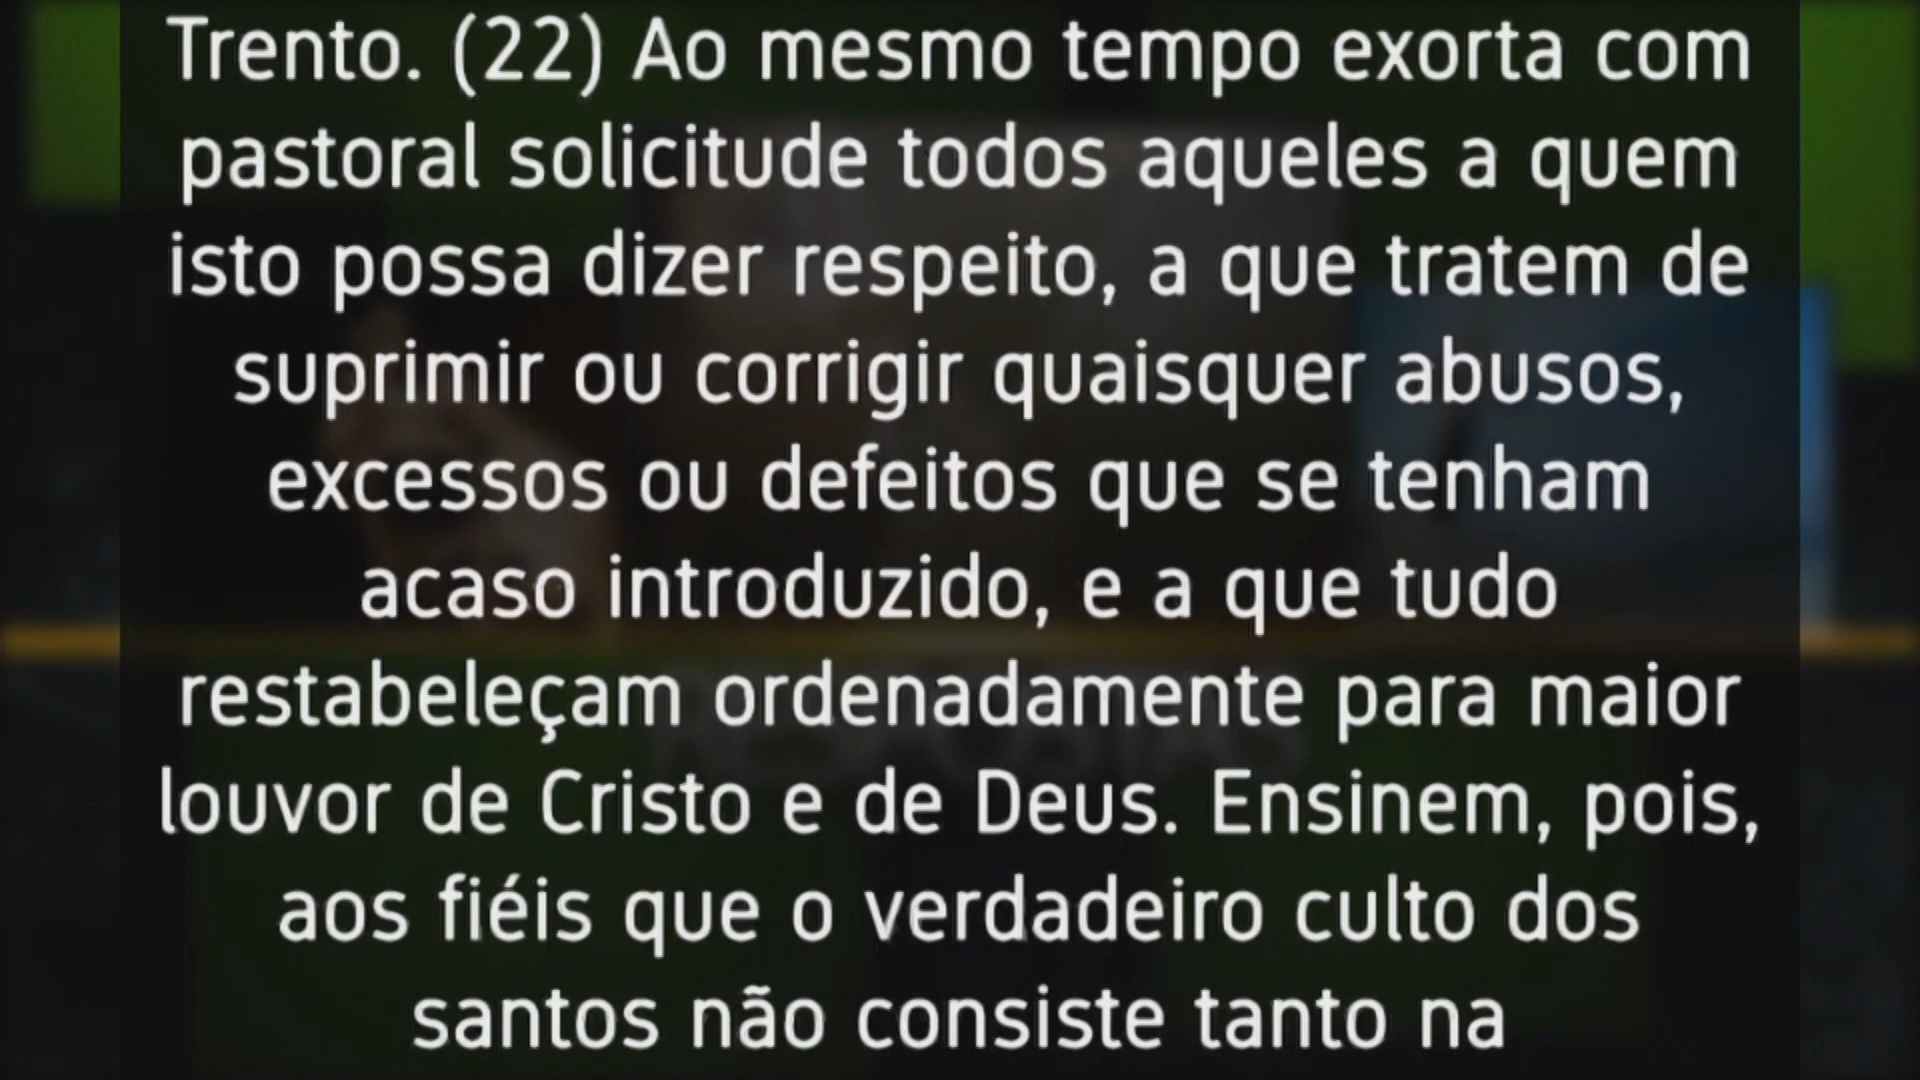 Trento. (22) Ao mesmo tempo exorta com
pastoral solicitude todos aqueles a quem
isto possa dizer respeito, a que tratem de
suprimir ou corrigir quaisquer abusos,
excessos ou defeitos que se tenham
acaso introduzido, e a que tudo
restabeleçam ordenadamente para maior
louvor de Cristo e de Deus. Ensinem, pois,
aos fiéis que o verdadeiro culto dos
santos não consiste tanto na